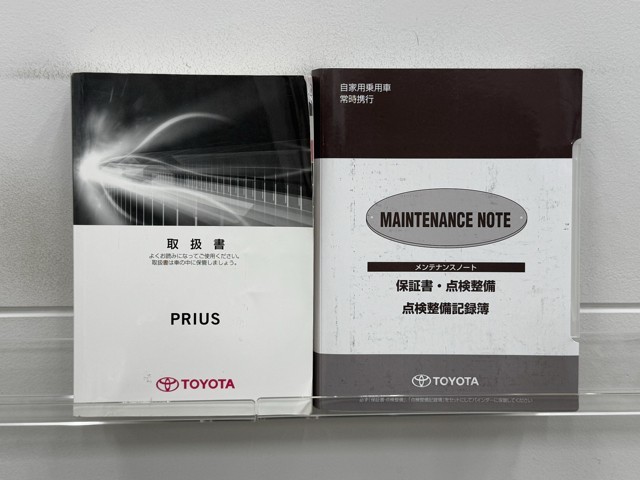 取扱書
よくお読みになってご使用ください。
取扱書は車の中に保管しましょう。
PRIUS
TOYOTA
自家用乗用車
常時携行
MAINTENANCE NOTE
メンテナンスノート
保証書・点検整備
点検整備記録簿
TOYOTA